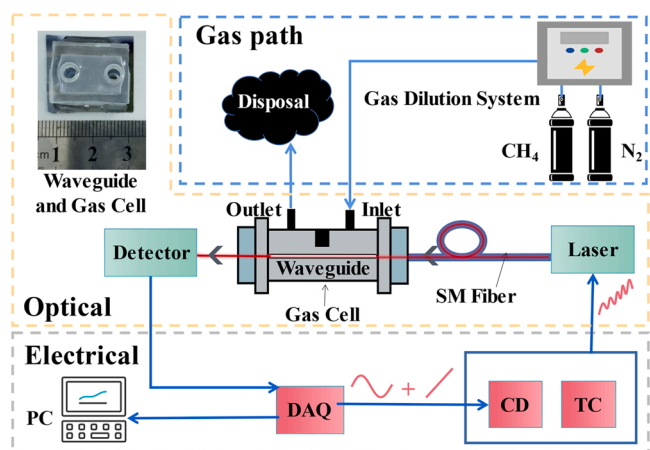 Gas path
Disposal
Gas Dilution System
CH4
N2
cm 1 2 3
Waveguide
and Gas Cell
Outlet
Inlet
Detector
Waveguide
Laser
SM Fiber
Gas Cell
Optical
Electrical
PC
DAQ
+
CD
TC